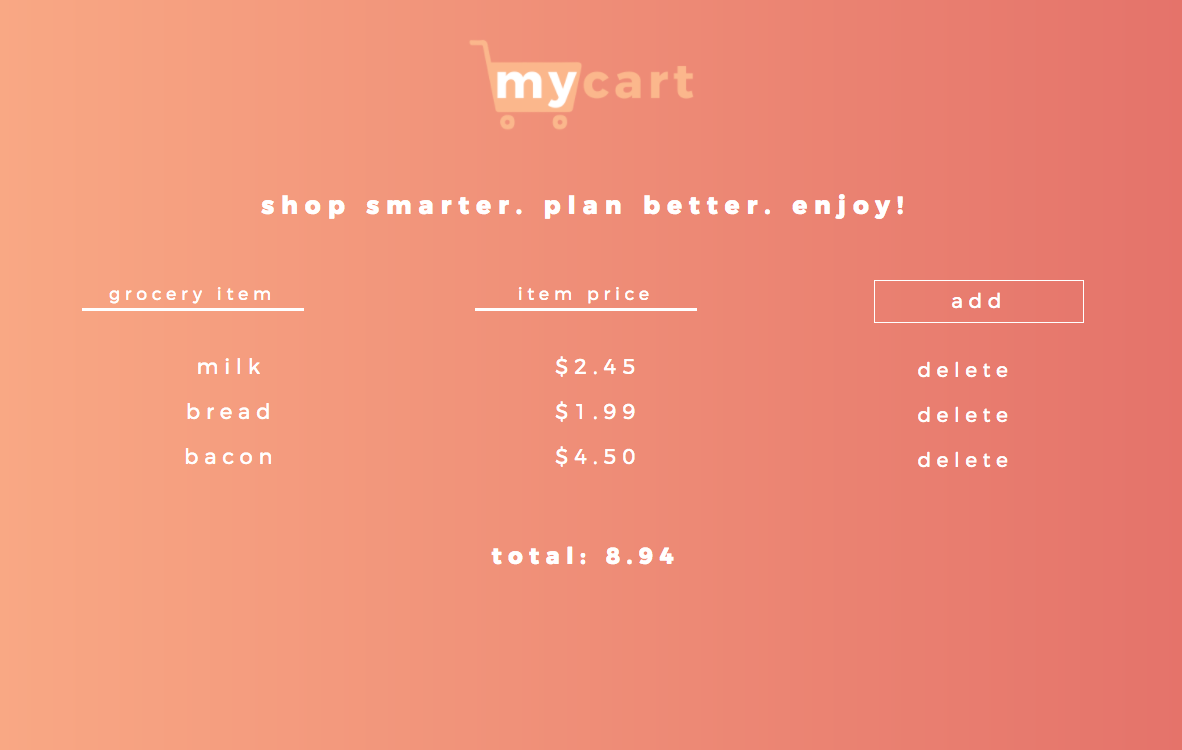 mycart
shop smarter. plan better. enjoy!
grocery item item price add
milk $2.45 delete
bread $1.99 delete
bacon $4.50 delete
total: 8.94